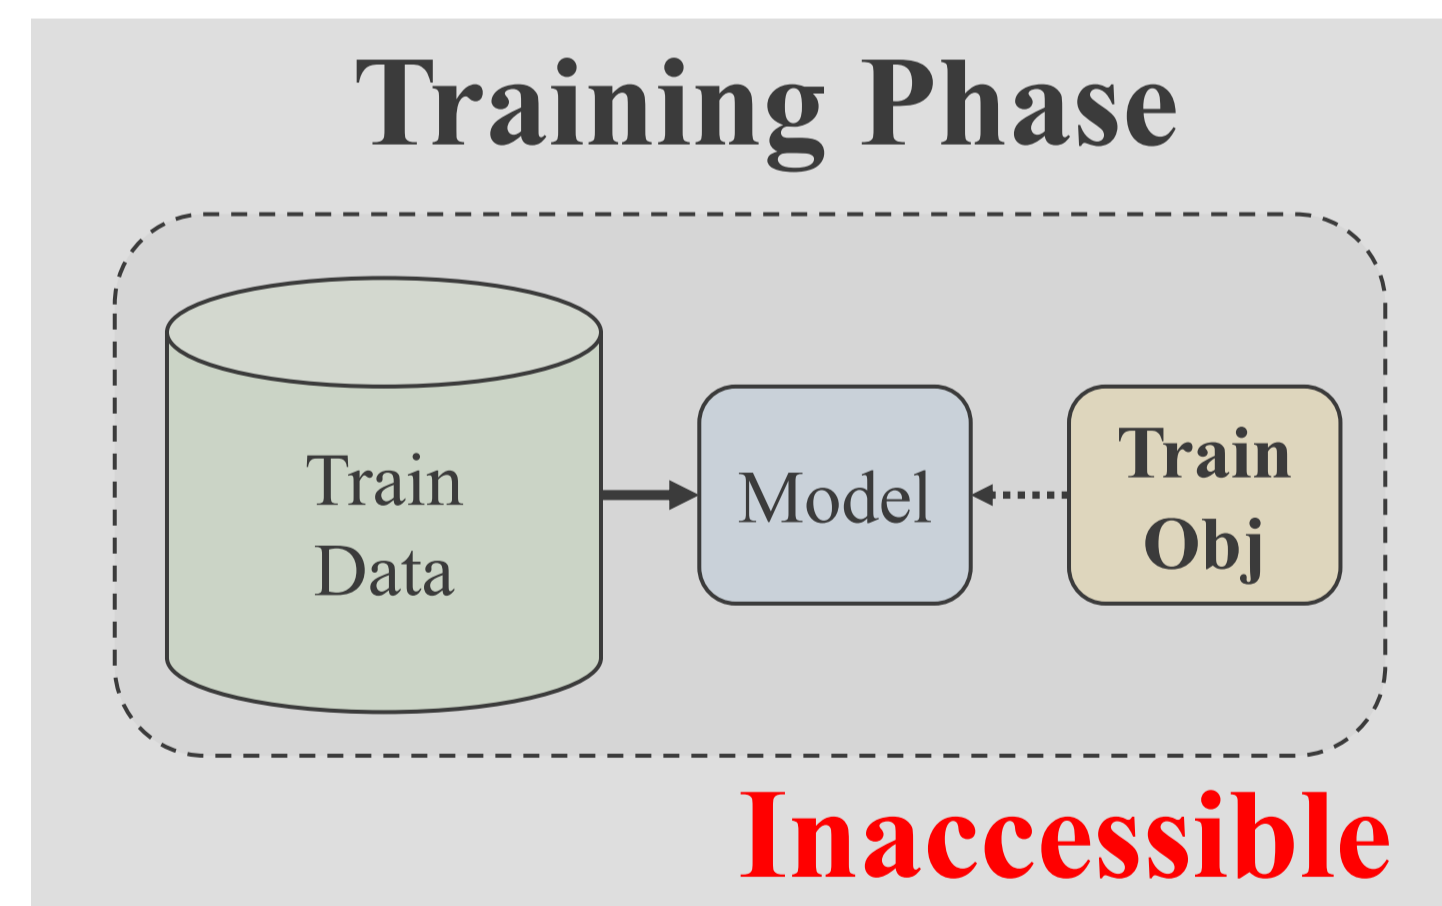 Training Phase
Train
Data
Model
Train
Obj
Inaccessible